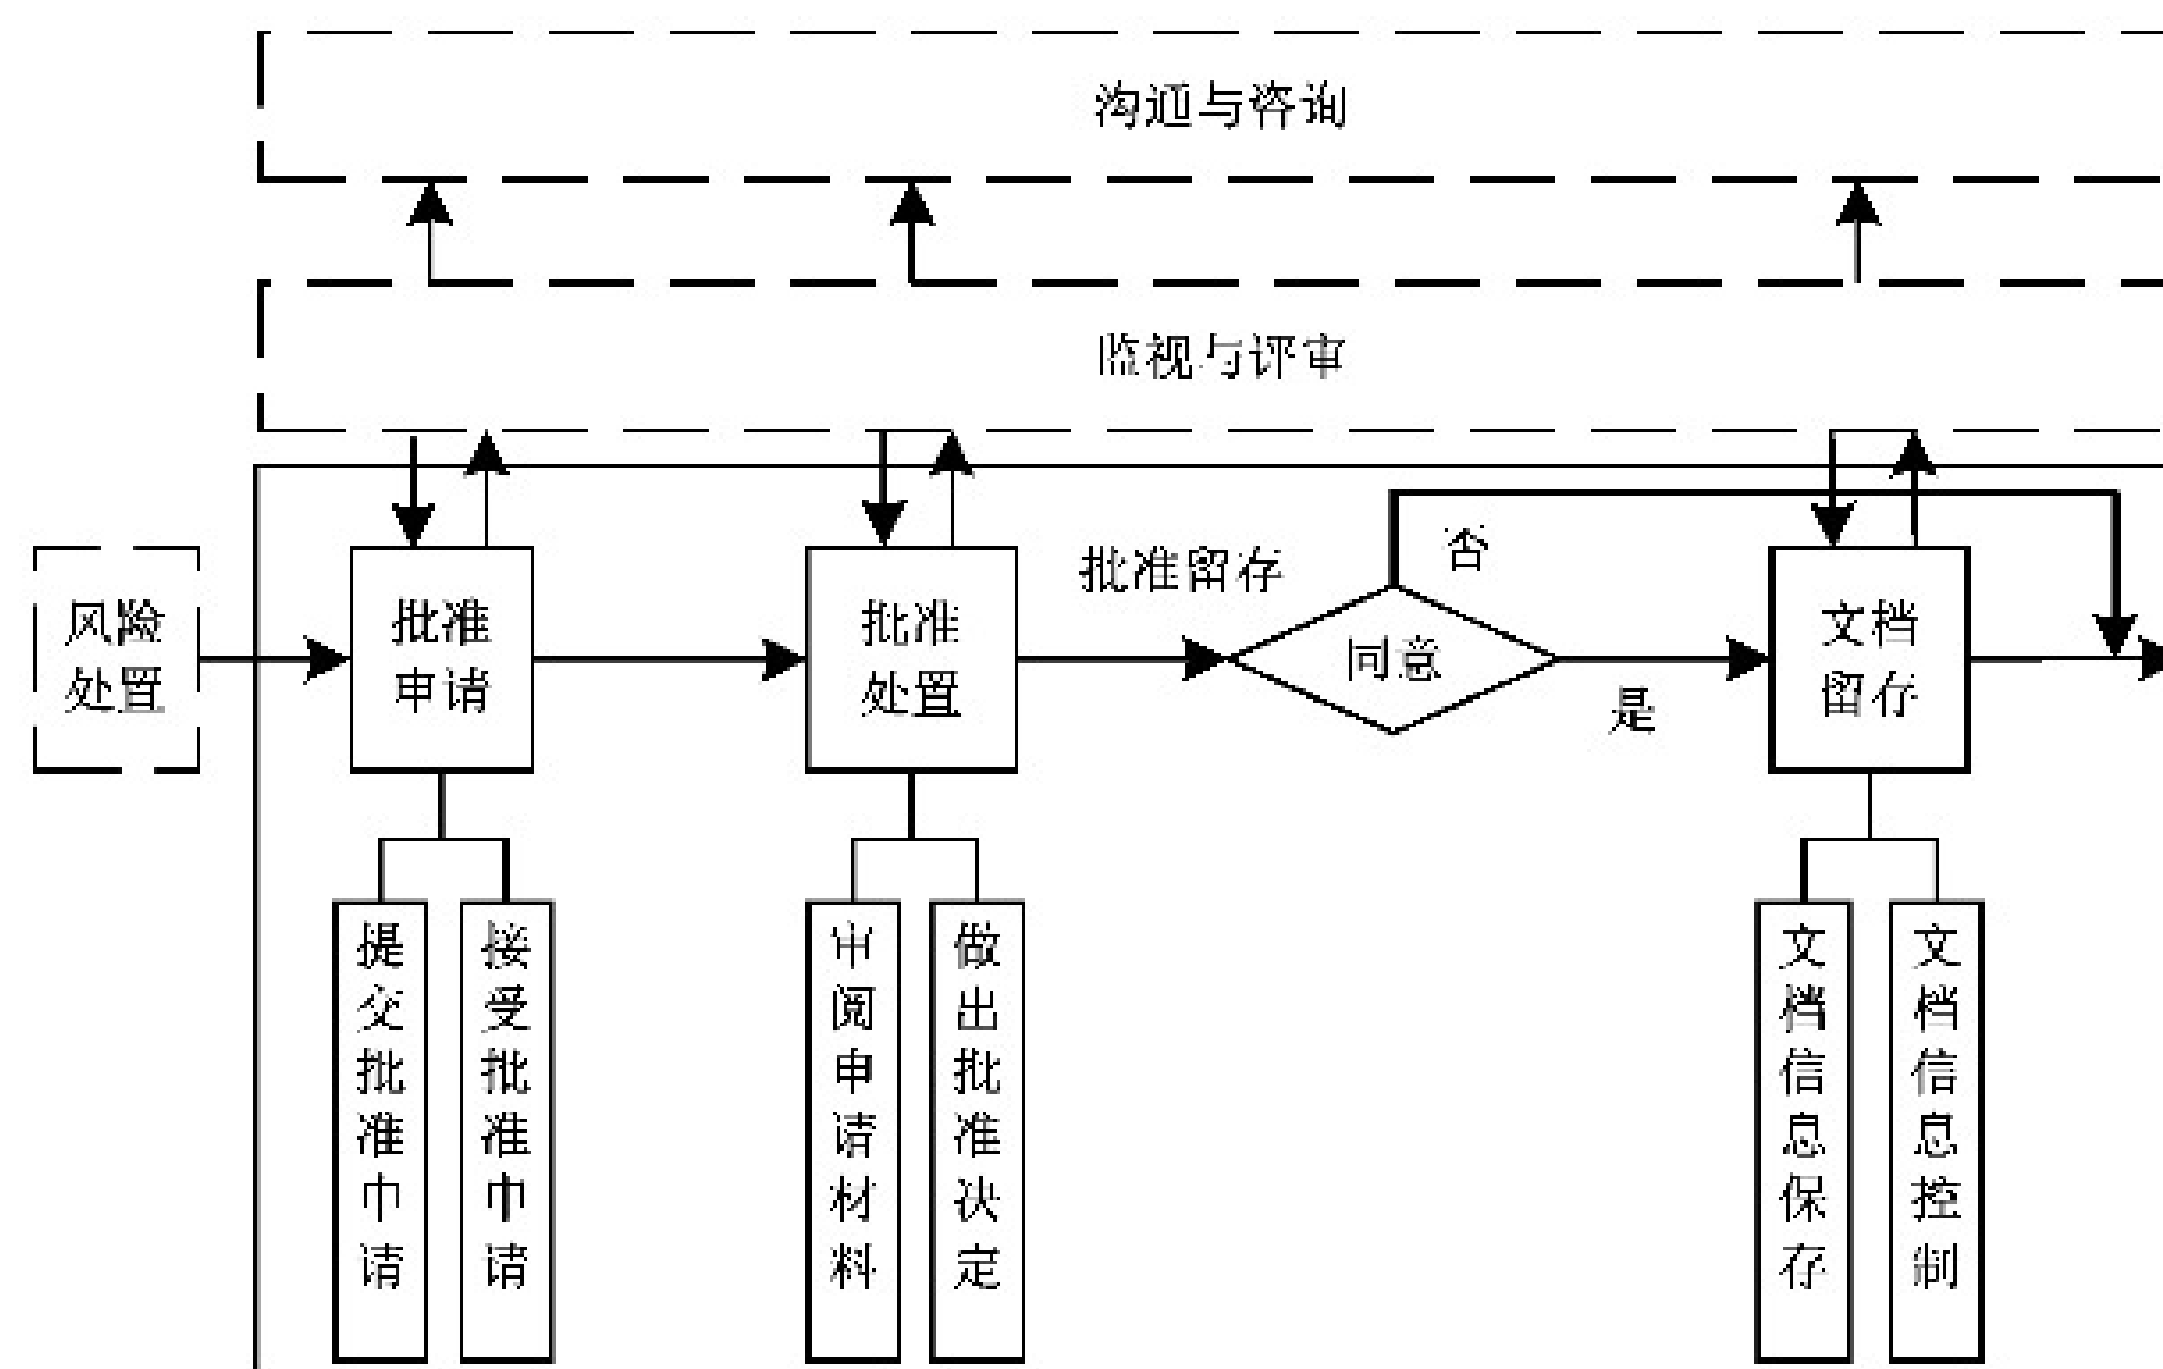 沟通与咨询
监视与评审
风险
处置
批准
申请
批准
处置
批准留存
否
同意
是
文档
留存
提交批准申请
接受批准申请
审阅申请材料
做出批准决定
文档信息保存
文档信息控制